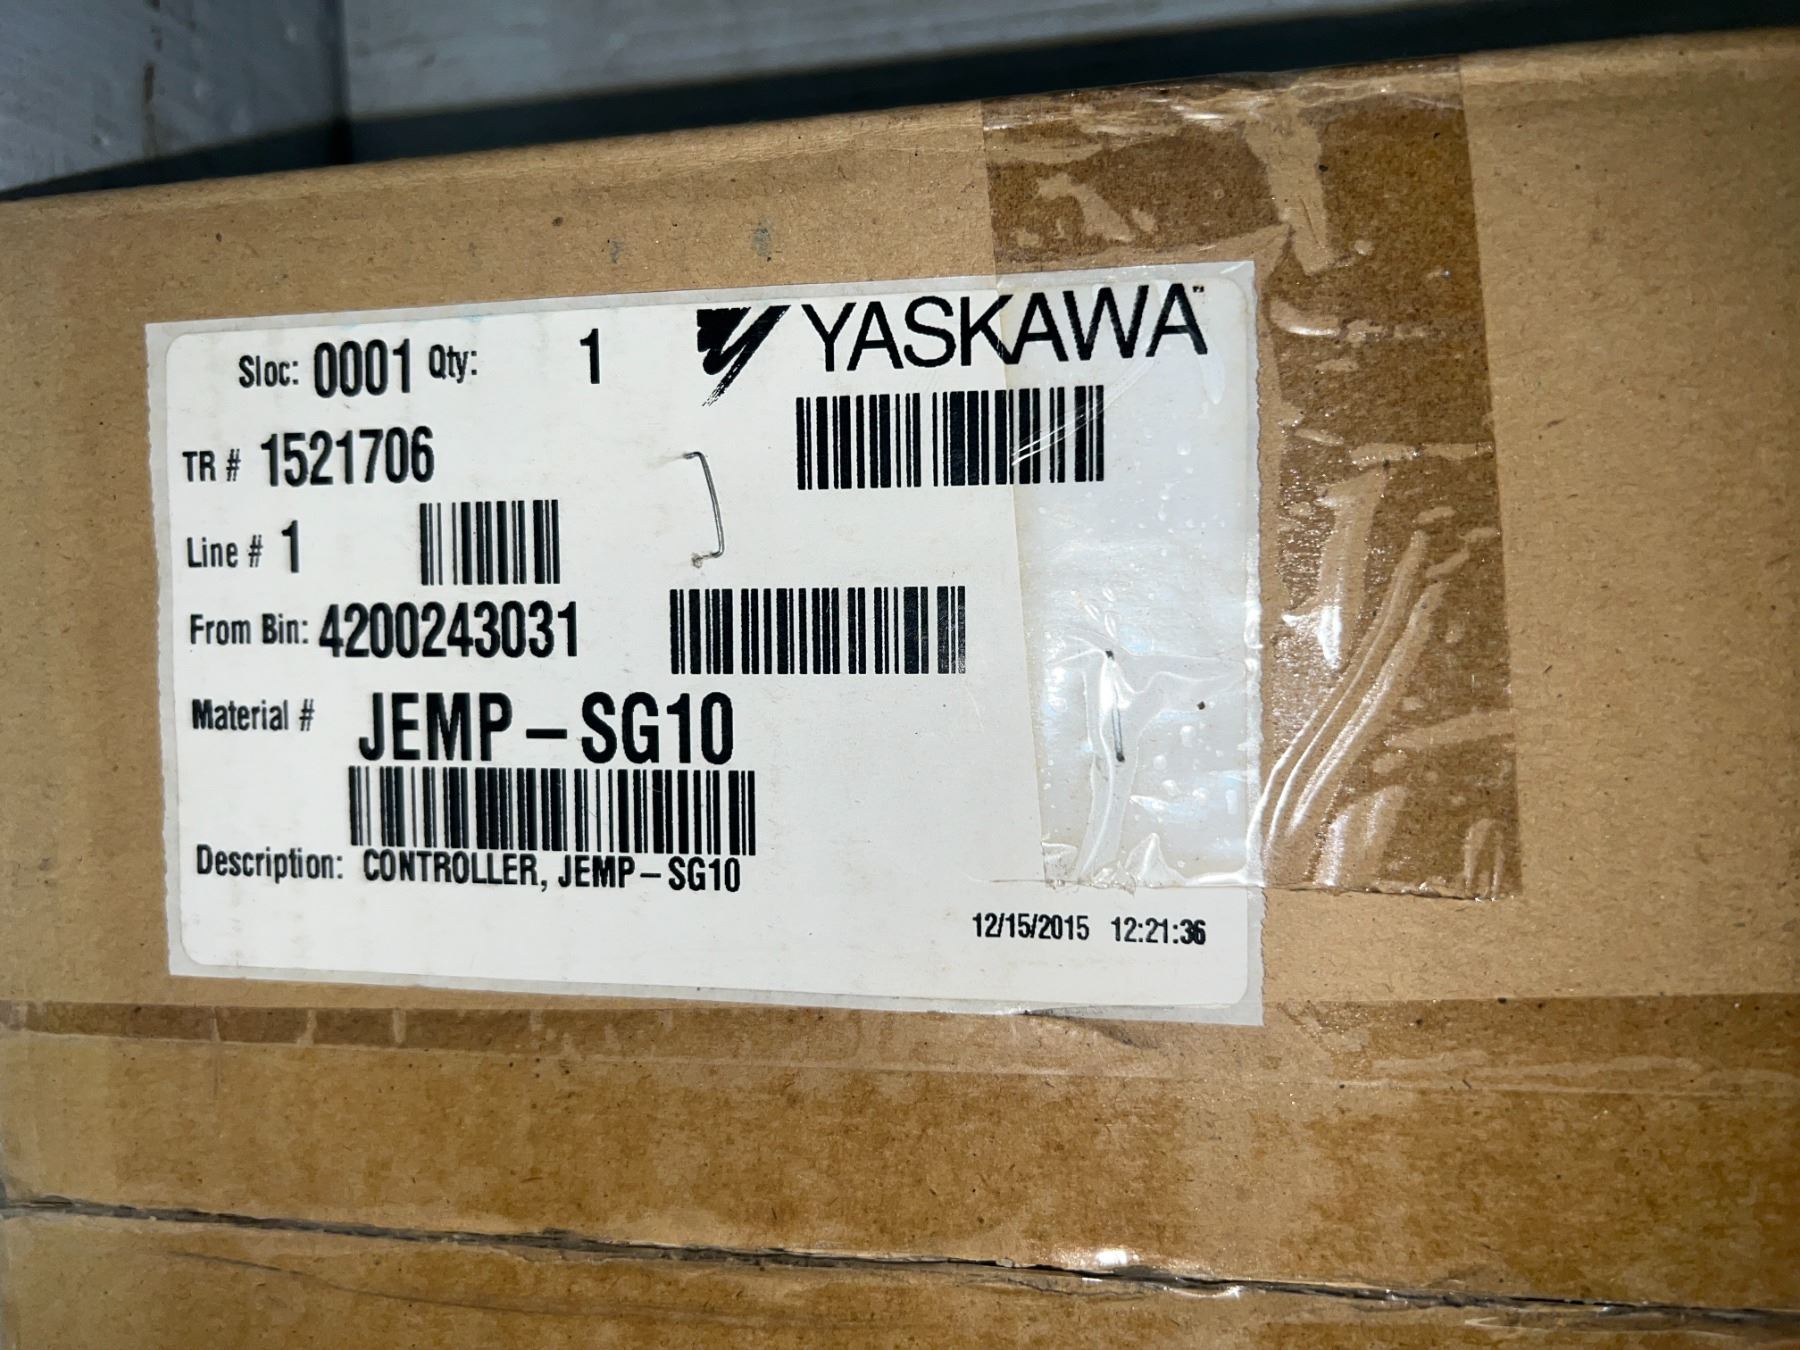 YASKAWA™
Sloc: 0001 Qty: 1
TR # 1521706
Line # 1
From Bin: 4200243031
Material # JEMP-SG10
Description: CONTROLLER, JEMP-SG10
12/15/2015 12:21:36